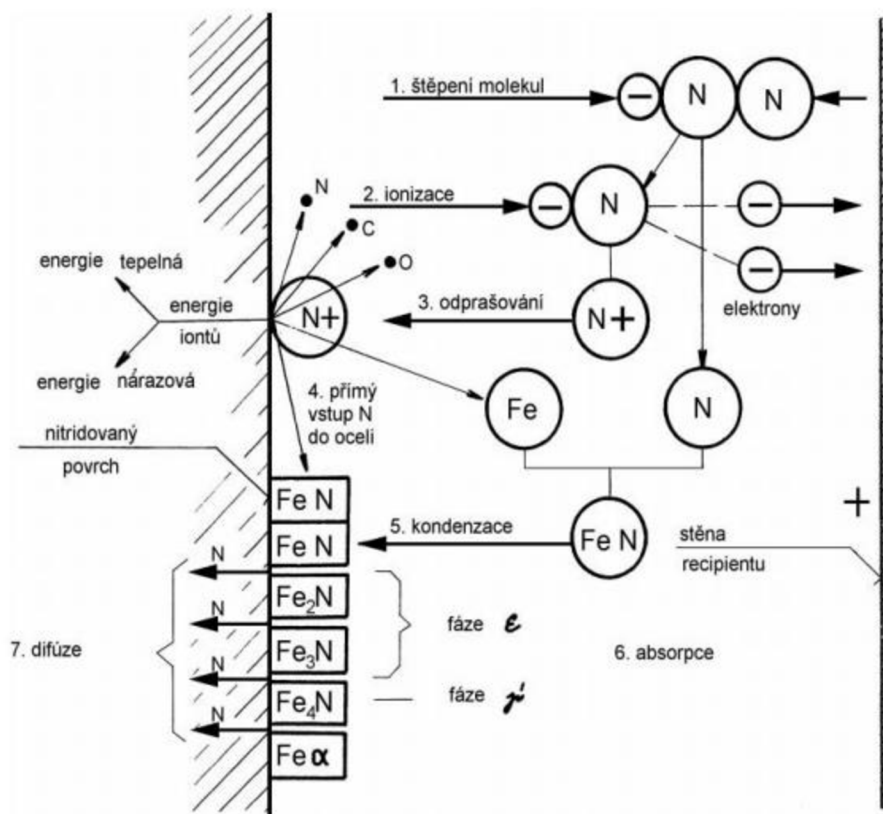 1. štěpení molekul
−
N
N
N
2. ionizace
−
N
−
C
O
−
energie tepelná
energie
iontů
N+
3. odprašování
N+
elektrony
energie nárazová
4. přímý
vstup N
do oceli
Fe
N
nitridovaný
povrch
Fe N
+
Fe N
5. kondenzace
Fe N
stěna
recipientu
N
Fe₂N
fáze ε
N
7. difúze
Fe₃N
6. absorpce
N
Fe₄N
fáze γ'
N
Fe α